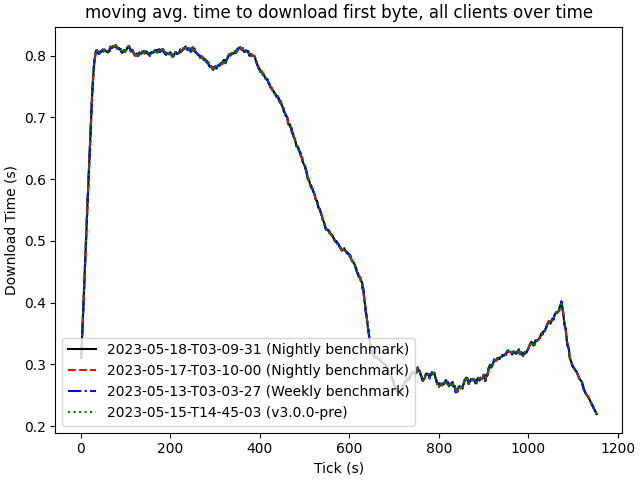 moving avg. time to download first byte, all clients over time
Download Time (s)
0.8
0.7
0.6
0.5
0.4
0.3
0.2
2023-05-18-T03-09-31 (Nightly benchmark)
2023-05-17-T03-10-00 (Nightly benchmark)
2023-05-13-T03-03-27 (Weekly benchmark)
2023-05-15-T14-45-03 (v3.0.0-pre)
0 200 400 600 800 1000 1200
Tick (s)